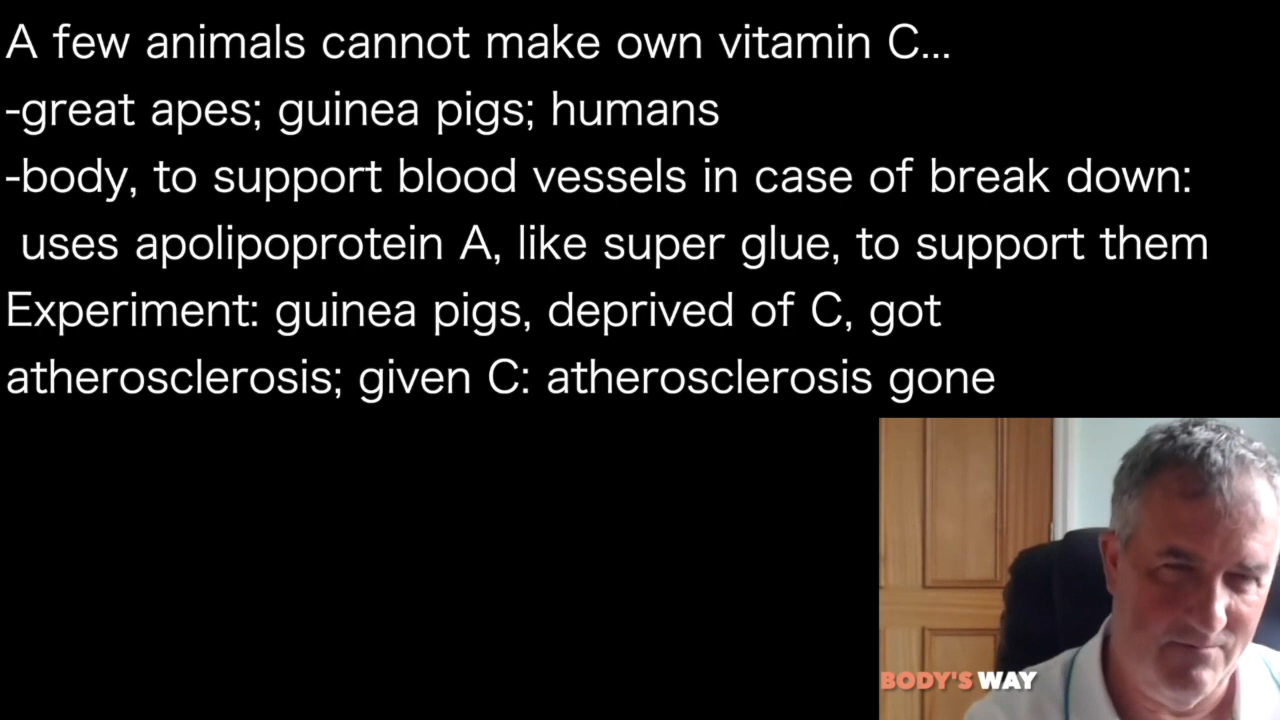 A few animals cannot make own vitamin C...
-great apes; guinea pigs; humans
-body, to support blood vessels in case of break down:
uses apolipoprotein A, like super glue, to support them
Experiment: guinea pigs, deprived of C, got
atherosclerosis; given C: atherosclerosis gone
BODY'S WAY